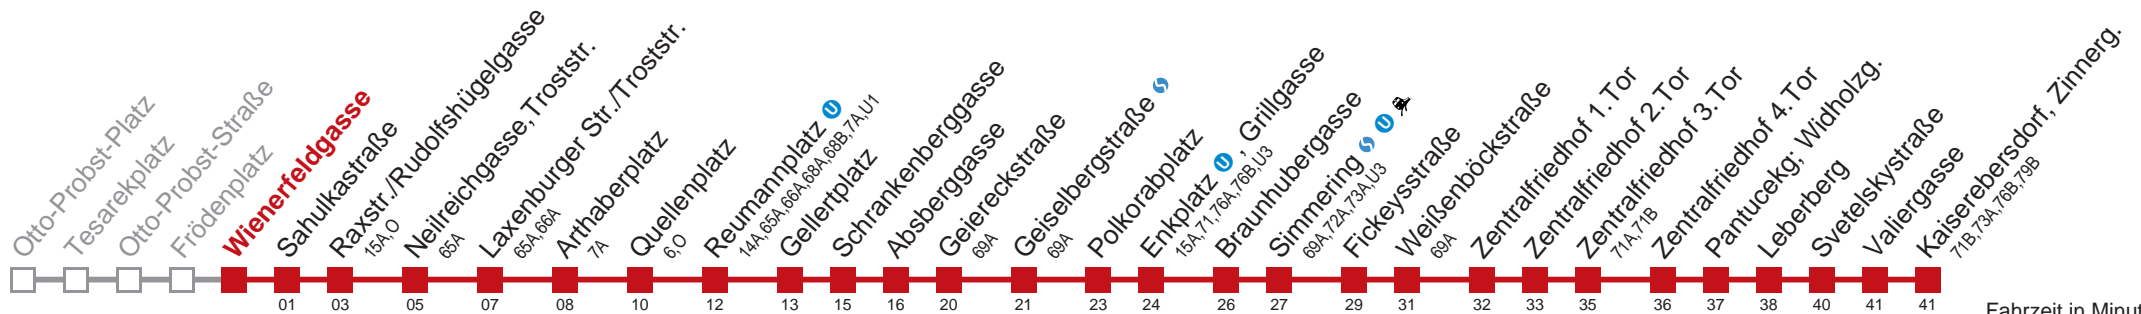 Otto-Probst-Platz
Tesarekplatz
Otto-Probst-Straße
Frödenplatz
Wienerfeldgasse
Sahulkastraße
01
Raxstr./Rudolfshügelgasse
15A,O
03
Neilreichgasse, Troststr.
65A
05
Laxenburger Str./Troststr.
65A,66A
07
Arthaberplatz
7A
08
Quellenplatz
6,O
10
Reumannplatz U
14A,65A,66A,68A,68B,7A,U1
12
Gellertplatz
13
Schrankenberggasse
15
Absberggasse
16
Geiereckstraße
69A
20
Geiselbergstraße S
69A
21
Polkorabplatz
23
Enkplatz U , Grillgasse
15A,71,76A,76B,U3
24
Braunhubergasse
26
Simmering S U
69A,72A,73A,U3
27
Fickeysstraße
29
Weißenböckstraße
69A
31
Zentralfriedhof 1.Tor
32
Zentralfriedhof 2.Tor
33
Zentralfriedhof 3.Tor
71A,71B
35
Zentralfriedhof 4.Tor
36
Pantucekg; Widholzg.
37
Leberberg
38
Svetelskystraße
40
Valiergasse
41
Kaiserebersdorf, Zinnerg.
71B,73A,76B,79B
41
Fahrzeit in Minut